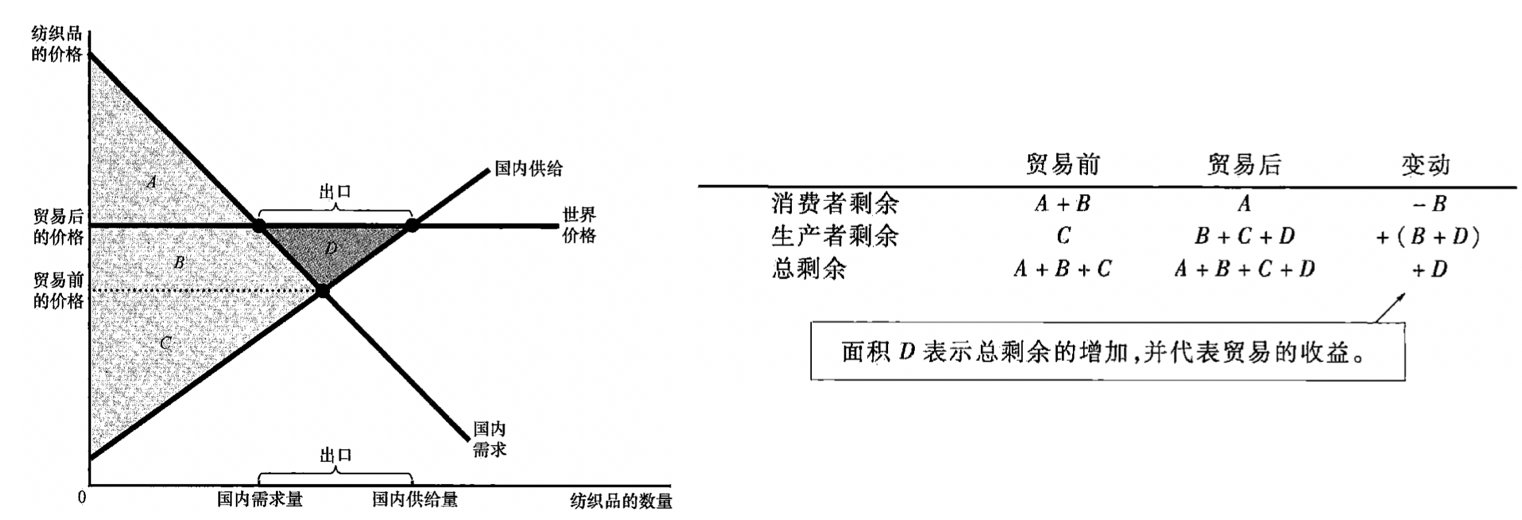 纺织品
的价格
A
国内供给
出口
贸易后
的价格
世界
价格
D
B
贸易前
的价格
C
国内
需求
出口
0
国内需求量
国内供给量
纺织品的数量
贸易前 贸易后 变动
消费者剩余 A + B A - B
生产者剩余 C B + C + D + ( B + D )
总剩余 A + B + C A + B + C + D + D
面积 D 表示总剩余的增加,并代表贸易的收益。